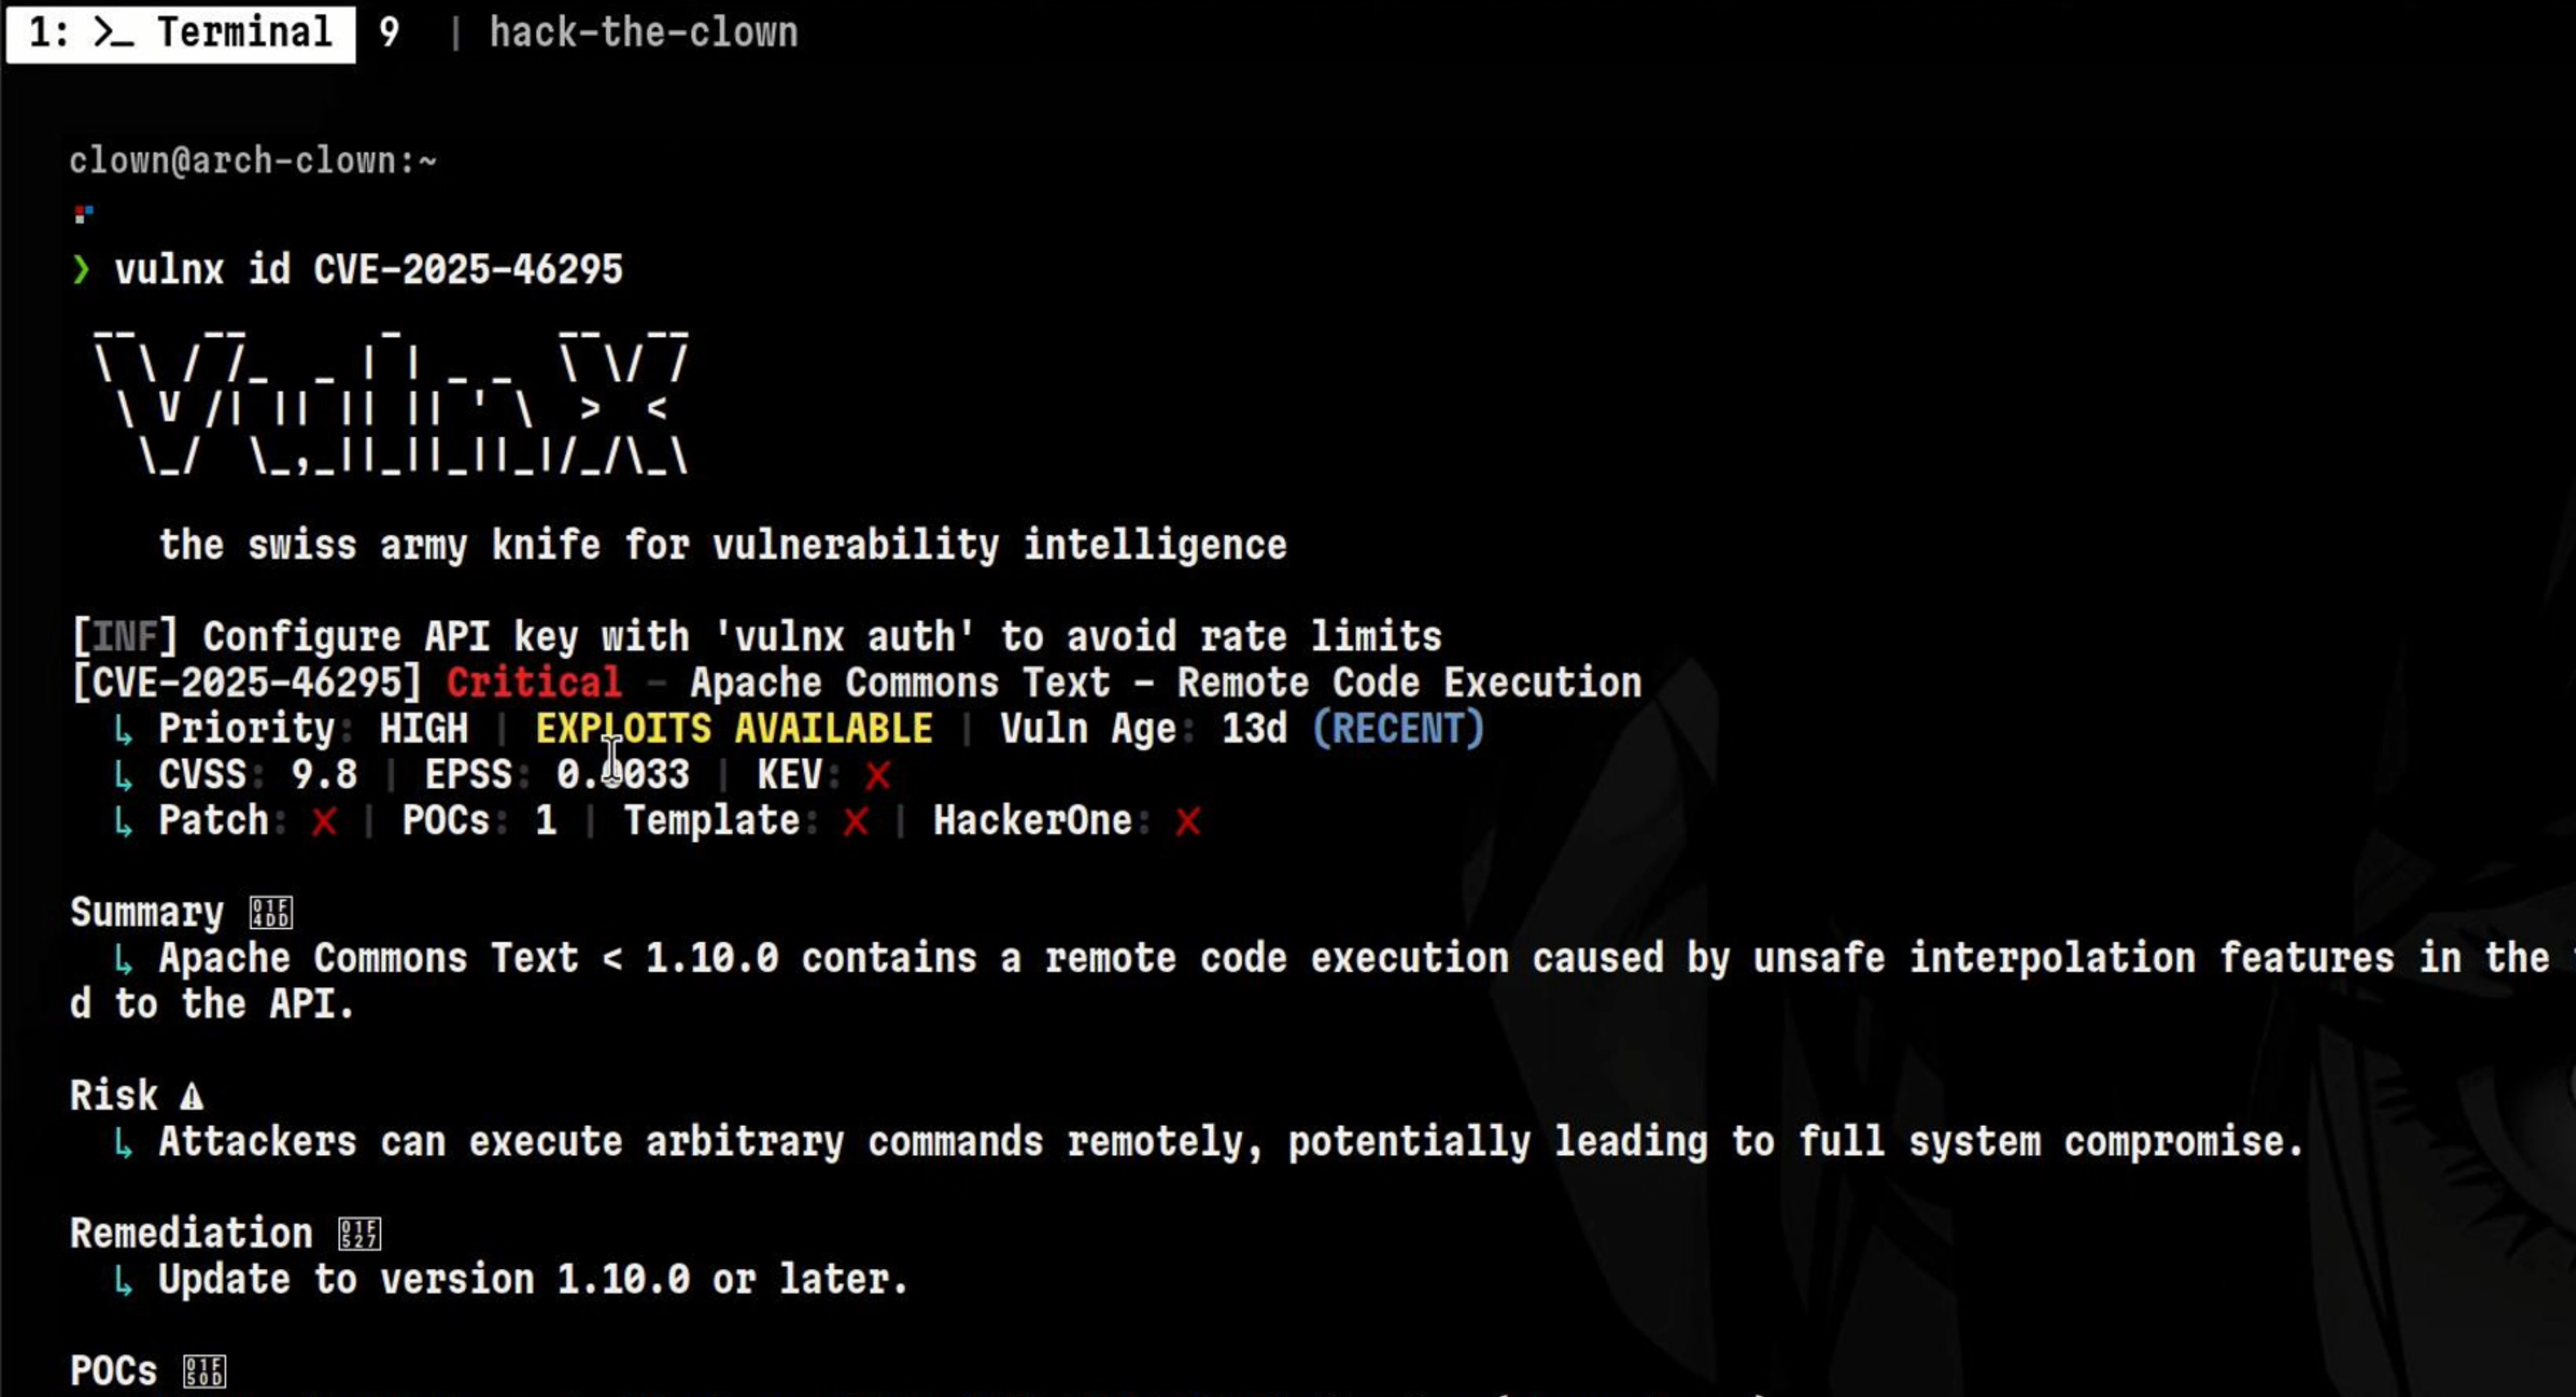 1: >_ Terminal 9 | hack-the-clown
clown@arch-clown:~
❯ vulnx id CVE-2025-46295
 __   __      _       __  __
 \ \ / /_  _ | | _ _  \ \/ /
  \ V /| || || || ' \  >  <
   \_/  \_,_||_||_||_|/_/\_\
the swiss army knife for vulnerability intelligence
[INF] Configure API key with 'vulnx auth' to avoid rate limits
[CVE-2025-46295] Critical - Apache Commons Text - Remote Code Execution
↳ Priority: HIGH | EXPLOITS AVAILABLE | Vuln Age: 13d (RECENT)
↳ CVSS: 9.8 | EPSS: 0.0033 | KEV: ✗
↳ Patch: ✗ | POCs: 1 | Template: ✗ | HackerOne: ✗
Summary
↳ Apache Commons Text < 1.10.0 contains a remote code execution caused by unsafe interpolation features in the
d to the API.
Risk ⚠
↳ Attackers can execute arbitrary commands remotely, potentially leading to full system compromise.
Remediation
↳ Update to version 1.10.0 or later.
POCs